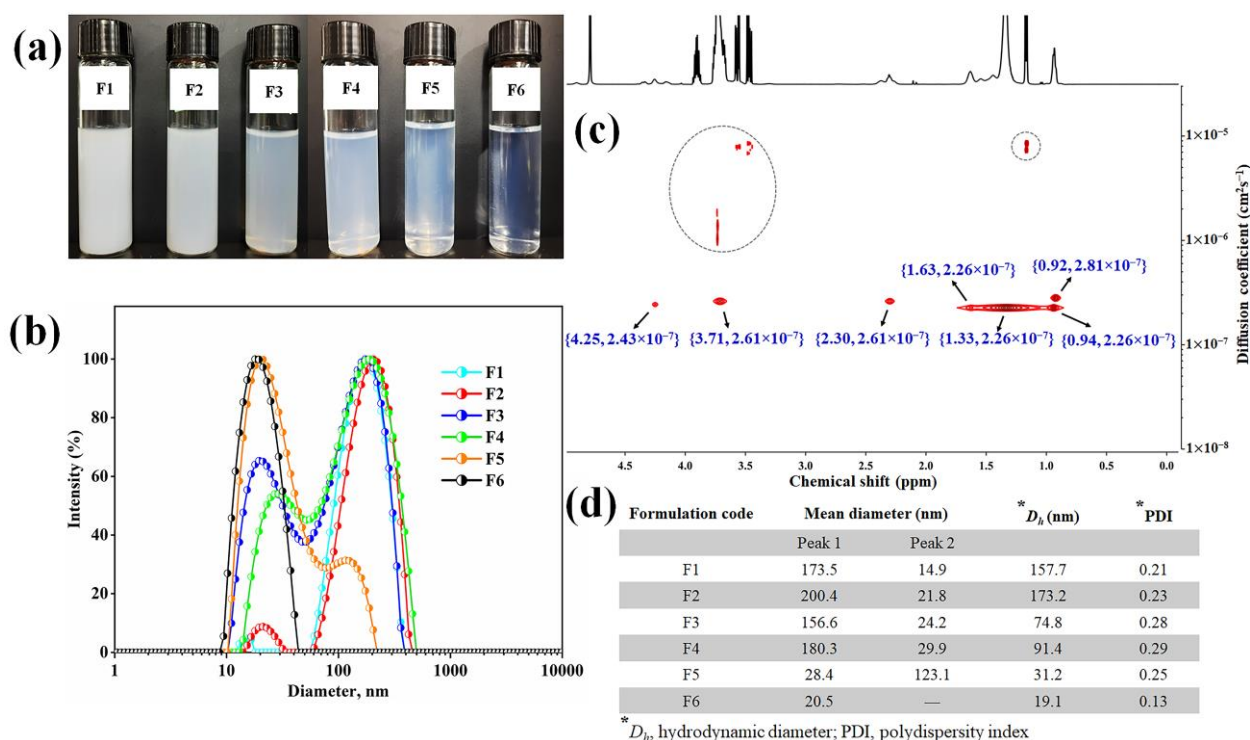 (a)
F1 F2 F3 F4 F5 F6
(b)
100
80
60
40
20
0
Intensity (%)
F1
F2
F3
F4
F5
F6
1 10 100 1000 10000
Diameter, nm
(c)
1×10⁻⁵
1×10⁻⁶
1×10⁻⁷
1×10⁻⁸
Diffusion coefficient (cm²s⁻¹)
{1.63, 2.26×10⁻⁷} {0.92, 2.81×10⁻⁷}
{4.25, 2.43×10⁻⁷} {3.71, 2.61×10⁻⁷} {2.30, 2.61×10⁻⁷} {1.33, 2.26×10⁻⁷} {0.94, 2.26×10⁻⁷}
4.5 4.0 3.5 3.0 2.5 2.0 1.5 1.0 0.5 0.0
Chemical shift (ppm)
(d)
Formulation code Mean diameter (nm) *Dh (nm) *PDI
Peak 1 Peak 2
F1 173.5 14.9 157.7 0.21
F2 200.4 21.8 173.2 0.23
F3 156.6 24.2 74.8 0.28
F4 180.3 29.9 91.4 0.29
F5 28.4 123.1 31.2 0.25
F6 20.5 — 19.1 0.13
*Dh, hydrodynamic diameter; PDI, polydispersity index